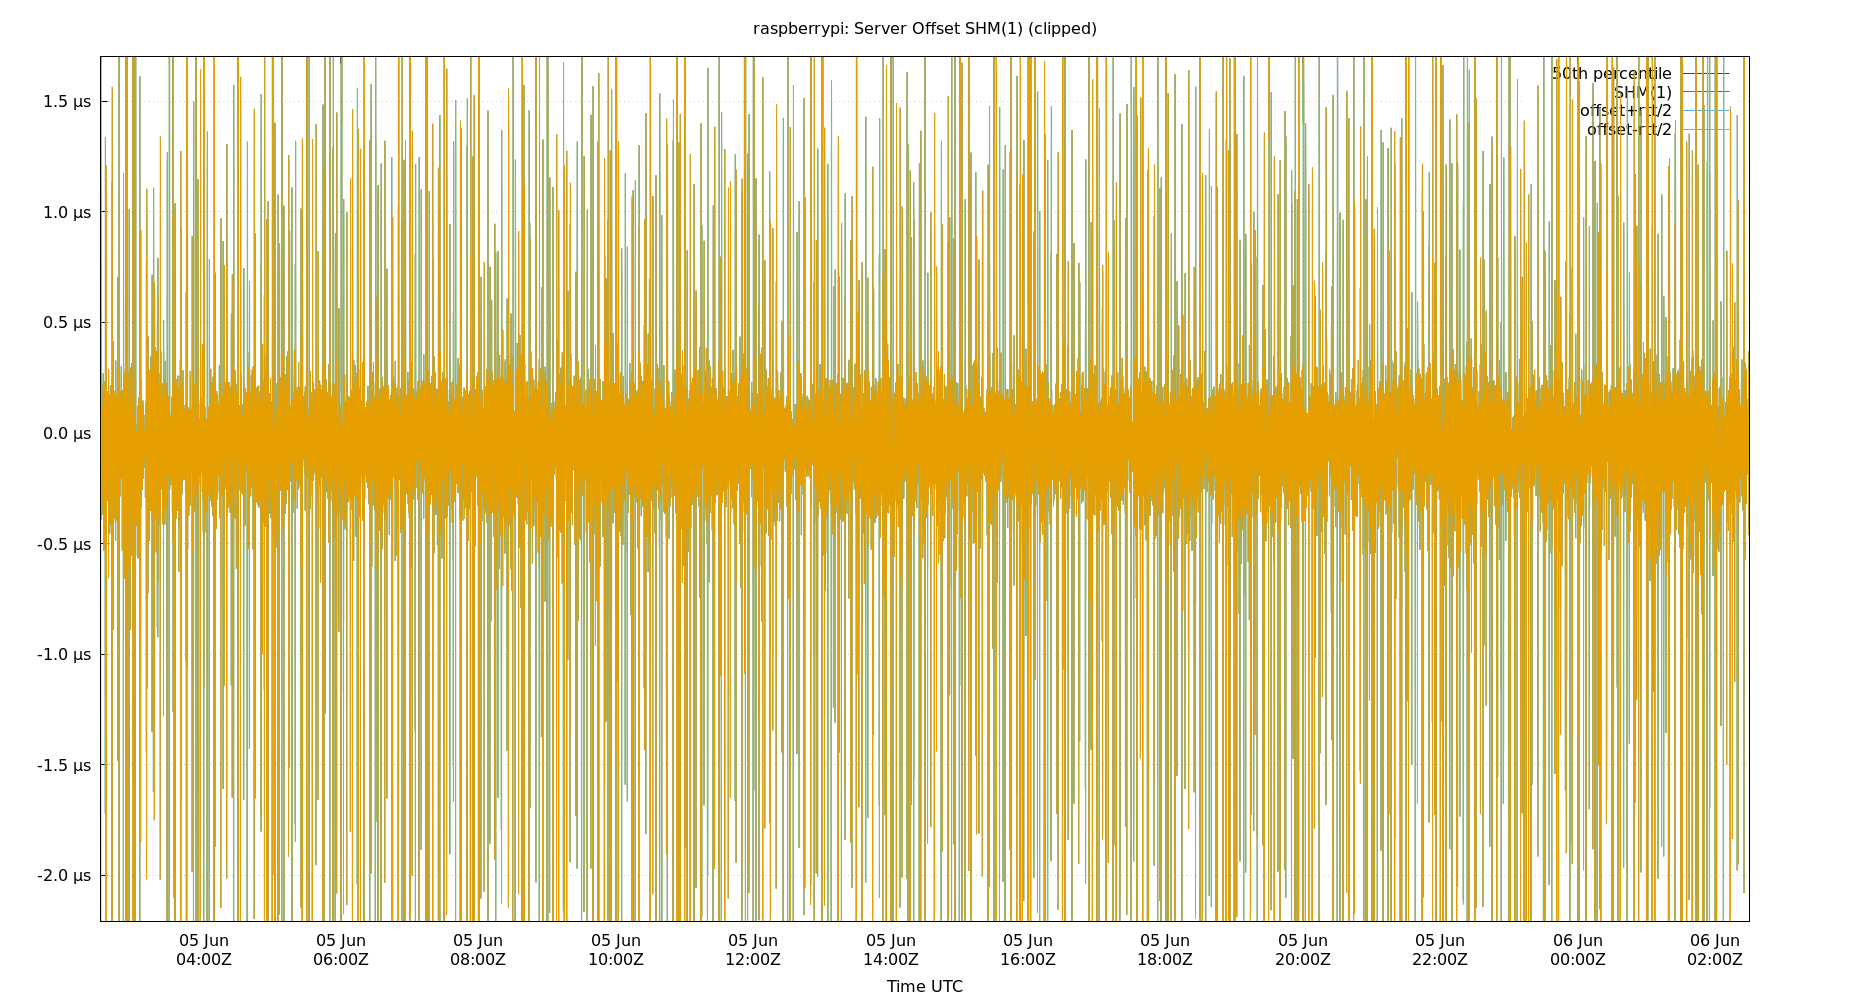 raspberrypi: Server Offset SHM(1) (clipped)
50th percentile
SHM(1)
offset+rtt/2
offset-rtt/2
1.5 µs
1.0 µs
0.5 µs
0.0 µs
-0.5 µs
-1.0 µs
-1.5 µs
-2.0 µs
05 Jun 05 Jun 05 Jun 05 Jun 05 Jun 05 Jun 05 Jun 05 Jun 05 Jun 05 Jun 06 Jun 06 Jun
04:00Z 06:00Z 08:00Z 10:00Z 12:00Z 14:00Z 16:00Z 18:00Z 20:00Z 22:00Z 00:00Z 02:00Z
Time UTC